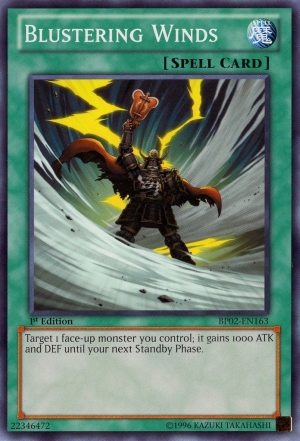 BLUSTERING WINDS
SPELL
魔
[SPELL CARD]
1st Edition
BP02-EN163
Target 1 face-up monster you control; it gains 1000 ATK
and DEF until your next Standby Phase.
22346472
©1996 KAZUKI TAKAHASHI